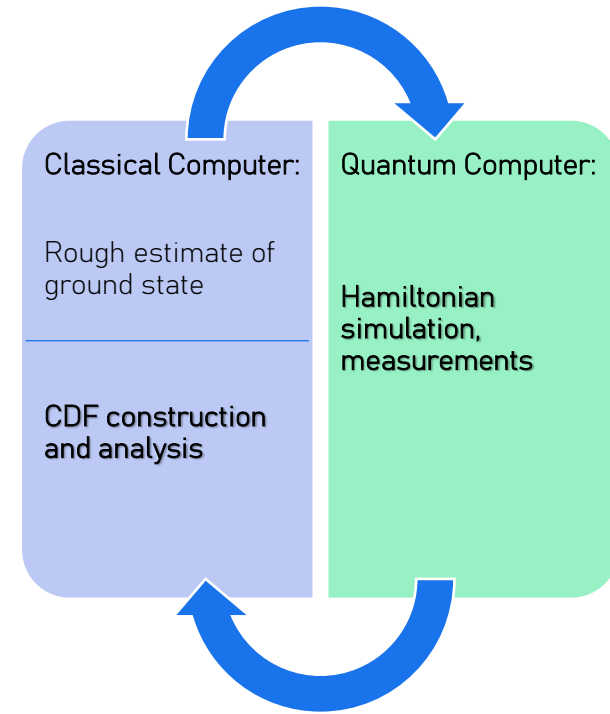 Classical Computer:
Rough estimate of
ground state
CDF construction
and analysis
Quantum Computer:
Hamiltonian
simulation,
measurements